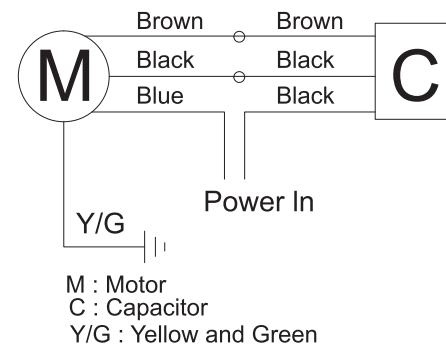 Brown Brown
Black Black
M C
Blue Black
Power In
Y/G
M : Motor
C : Capacitor
Y/G : Yellow and Green